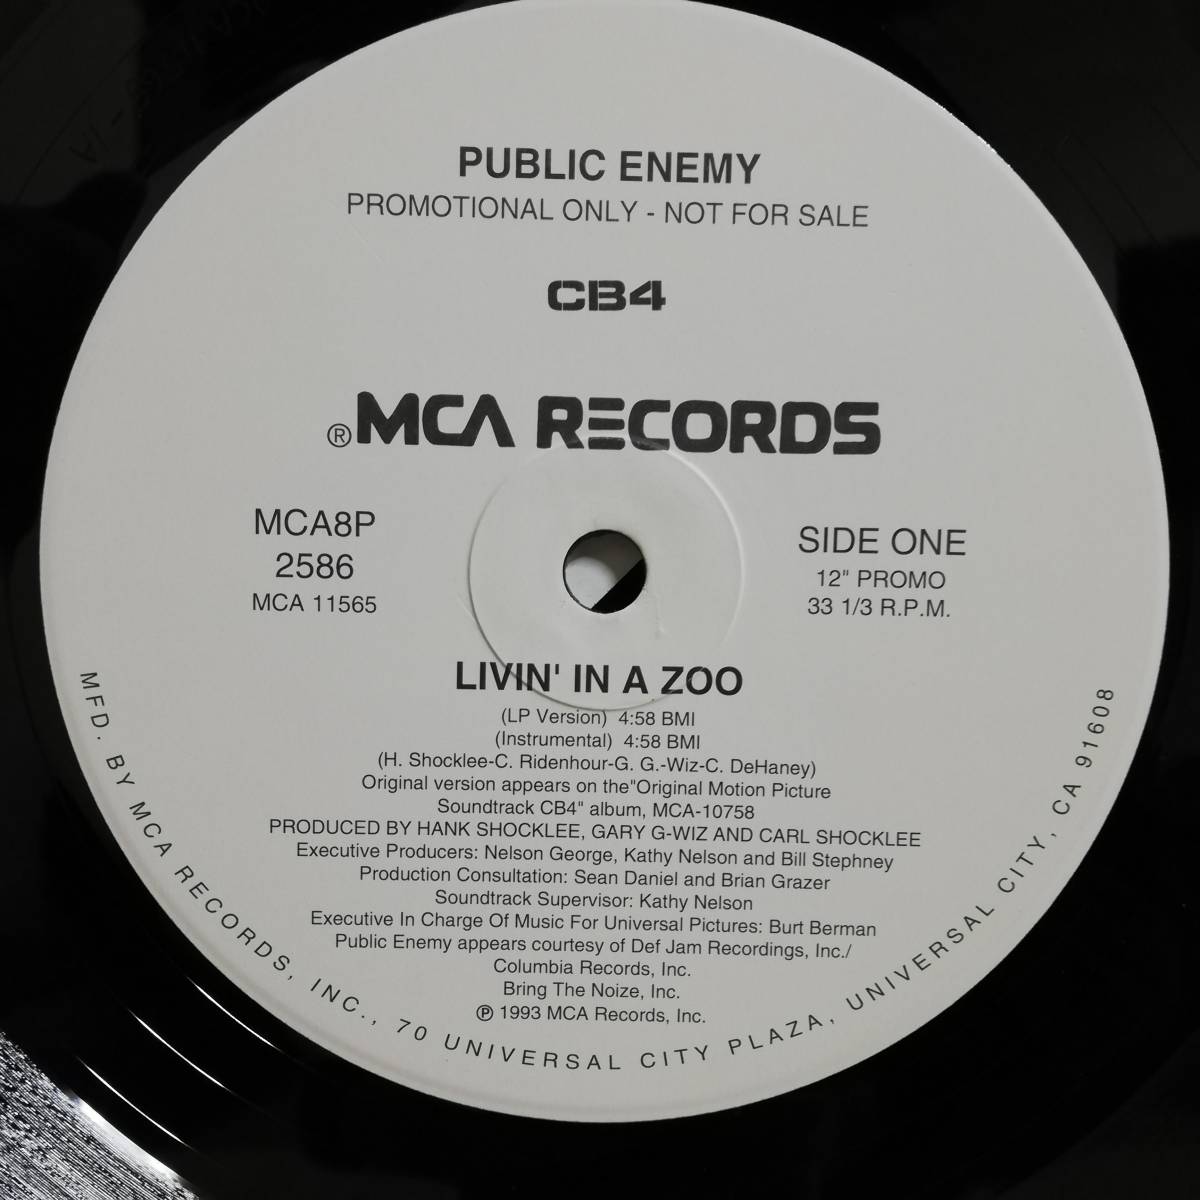 PUBLIC ENEMY
PROMOTIONAL ONLY - NOT FOR SALE
CB4
®MCA RECORDS
MCA8P
2586
MCA 11565
SIDE ONE
12" PROMO
33 1/3 R.P.M.
LIVIN' IN A ZOO
(LP Version) 4:58 BMI
(Instrumental) 4:58 BMI
(H. Shocklee-C. Ridenhour-G. G.-Wiz-C. DeHaney)
Original version appears on the"Original Motion Picture
Soundtrack CB4" album, MCA-10758
PRODUCED BY HANK SHOCKLEE, GARY G-WIZ AND CARL SHOCKLEE
Executive Producers: Nelson George, Kathy Nelson and Bill Stephney
Production Consultation: Sean Daniel and Brian Grazer
Soundtrack Supervisor: Kathy Nelson
Executive In Charge Of Music For Universal Pictures: Burt Berman
Public Enemy appears courtesy of Def Jam Recordings, Inc./
Columbia Records, Inc.
Bring The Noize, Inc.
℗ 1993 MCA Records, Inc.
MFD. BY MCA RECORDS, INC., 70 UNIVERSAL CITY PLAZA, UNIVERSAL CITY, CA 91608